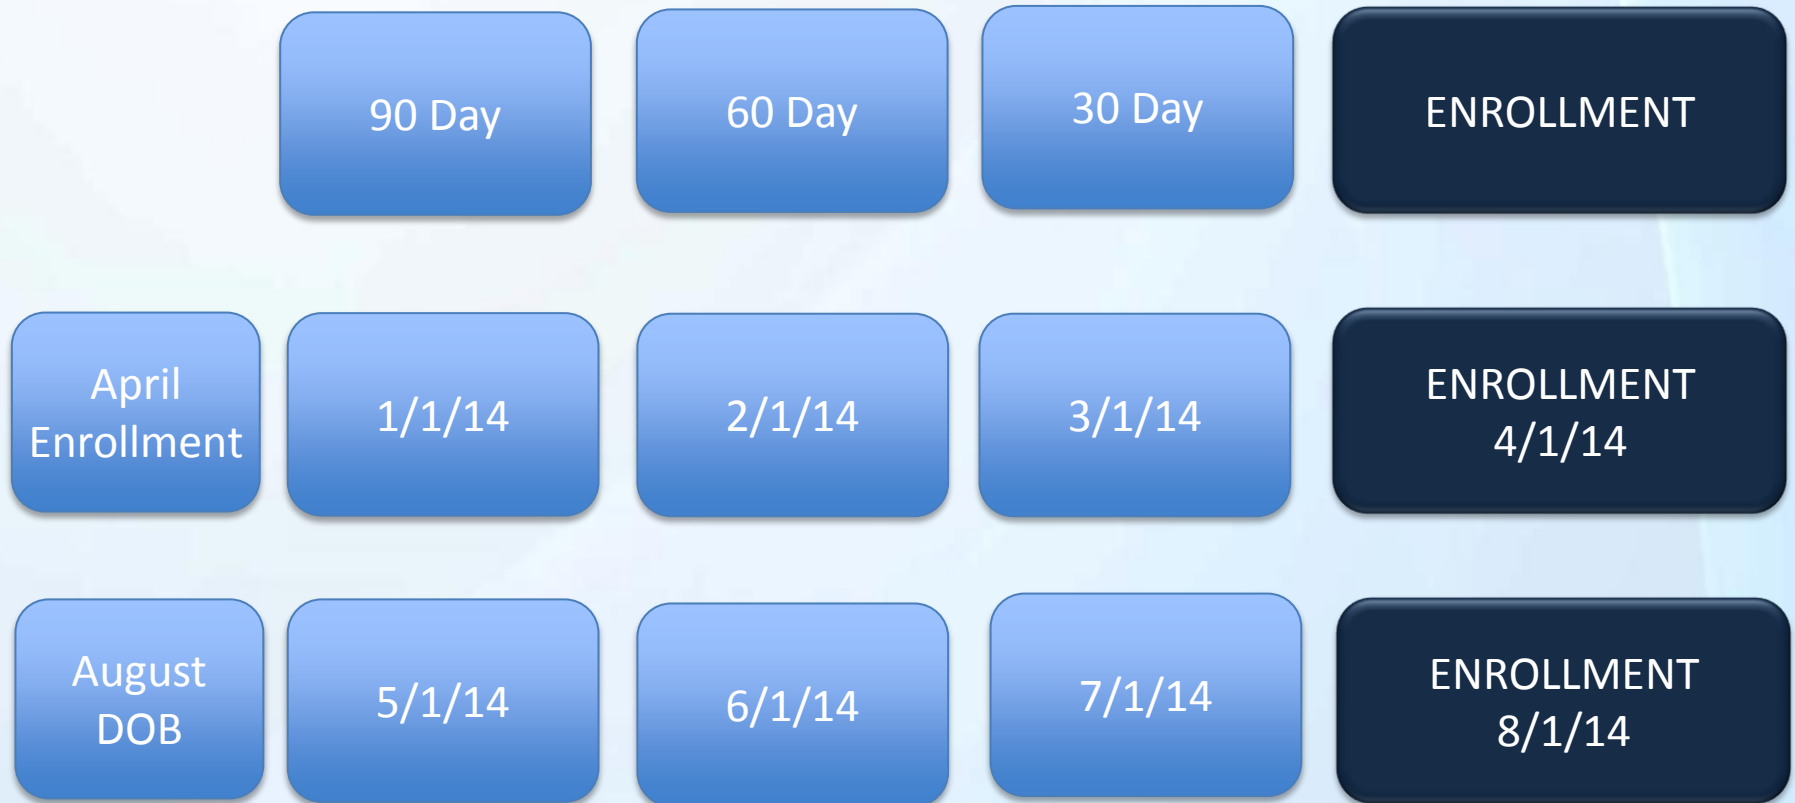 90 Day
60 Day
30 Day
ENROLLMENT
April
Enrollment
1/1/14
2/1/14
3/1/14
ENROLLMENT
4/1/14
August
DOB
5/1/14
6/1/14
7/1/14
ENROLLMENT
8/1/14